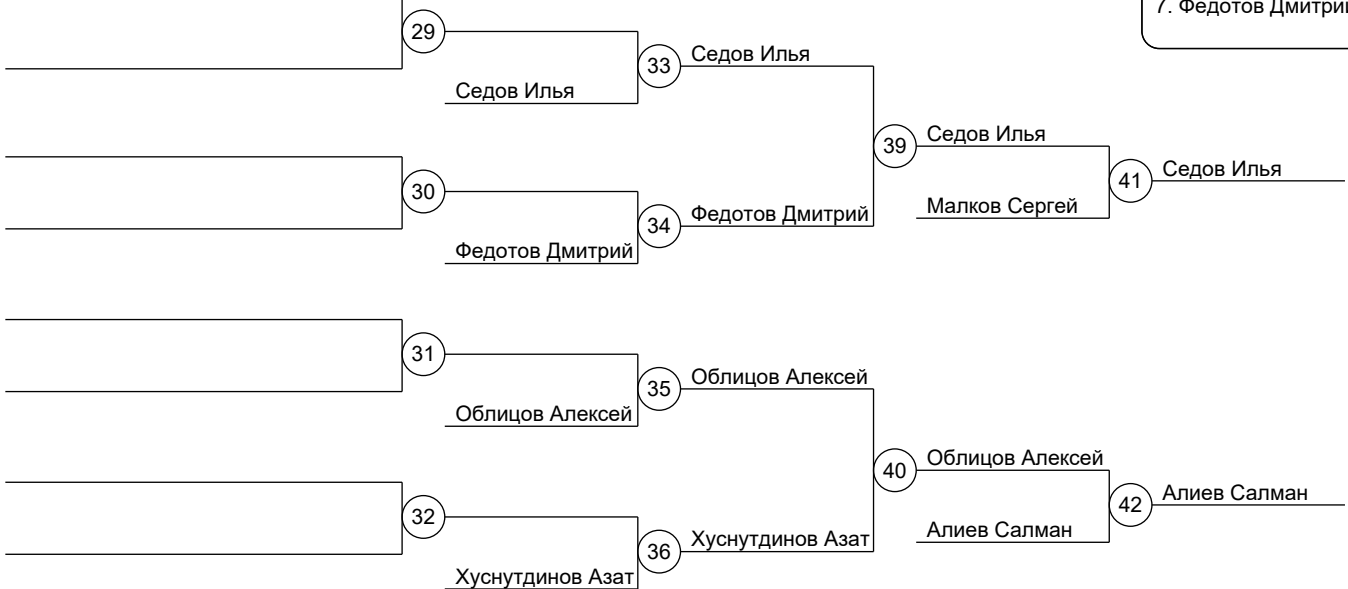 7. Федотов Дмитрий
29
33
Седов Илья
Седов Илья
39
Седов Илья
41
Седов Илья
30
34
Федотов Дмитрий
Малков Сергей
Федотов Дмитрий
31
35
Облицов Алексей
Облицов Алексей
40
Облицов Алексей
42
Алиев Салман
32
36
Хуснутдинов Азат
Алиев Салман
Хуснутдинов Азат